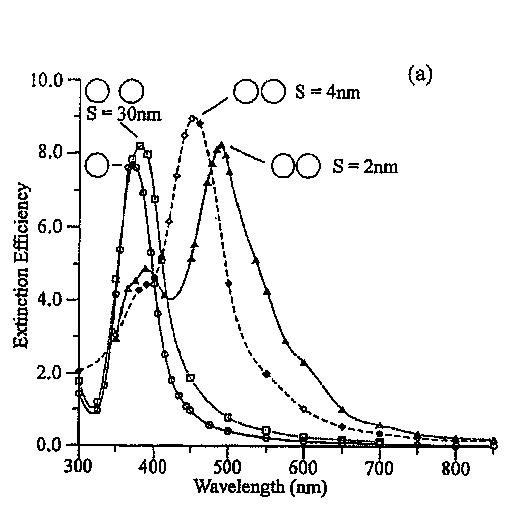 (a)
10.0
S = 4nm
S = 30nm
8.0
S = 2nm
6.0
4.0
2.0
0.0
Extinction Efficiency
300 400 500 600 700 800
Wavelength (nm)